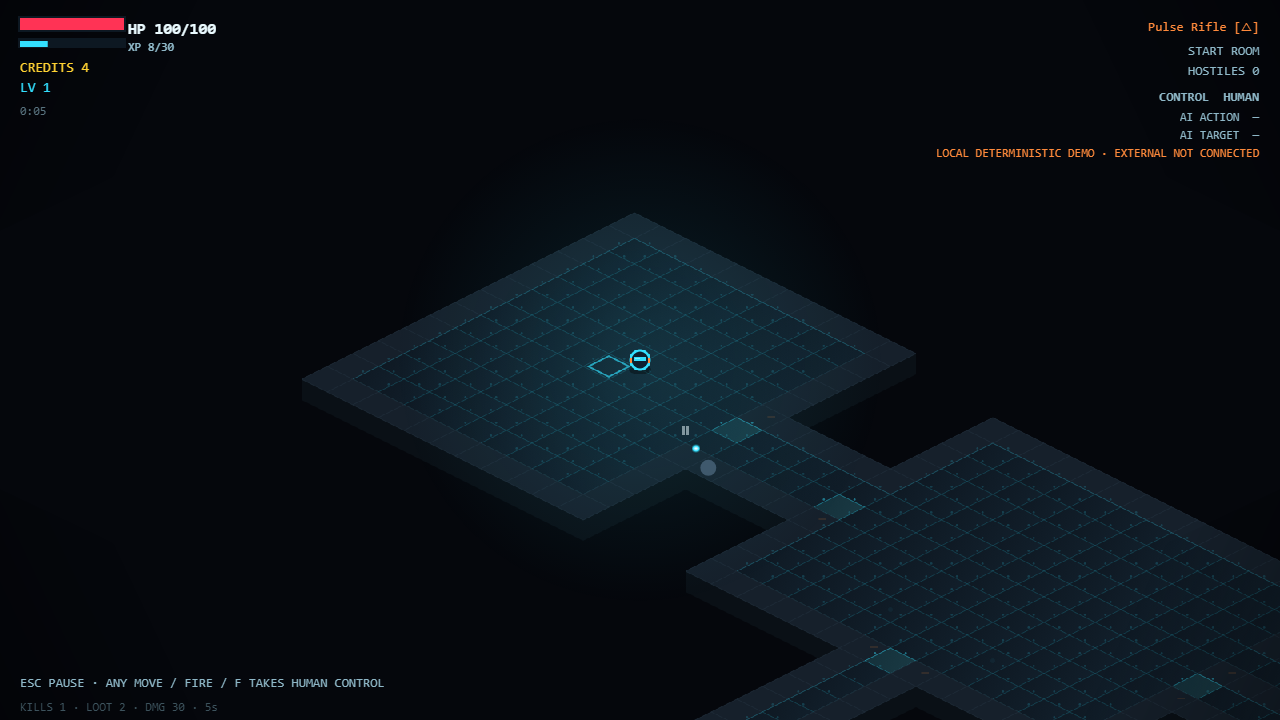 HP 100/100
XP 8/30
CREDITS 4
LV 1
0:05
Pulse Rifle [△]
START ROOM
HOSTILES 0
CONTROL HUMAN
AI ACTION —
AI TARGET —
LOCAL DETERMINISTIC DEMO · EXTERNAL NOT CONNECTED
ESC PAUSE · ANY MOVE / FIRE / F TAKES HUMAN CONTROL
KILLS 1 · LOOT 2 · DMG 30 · 5s